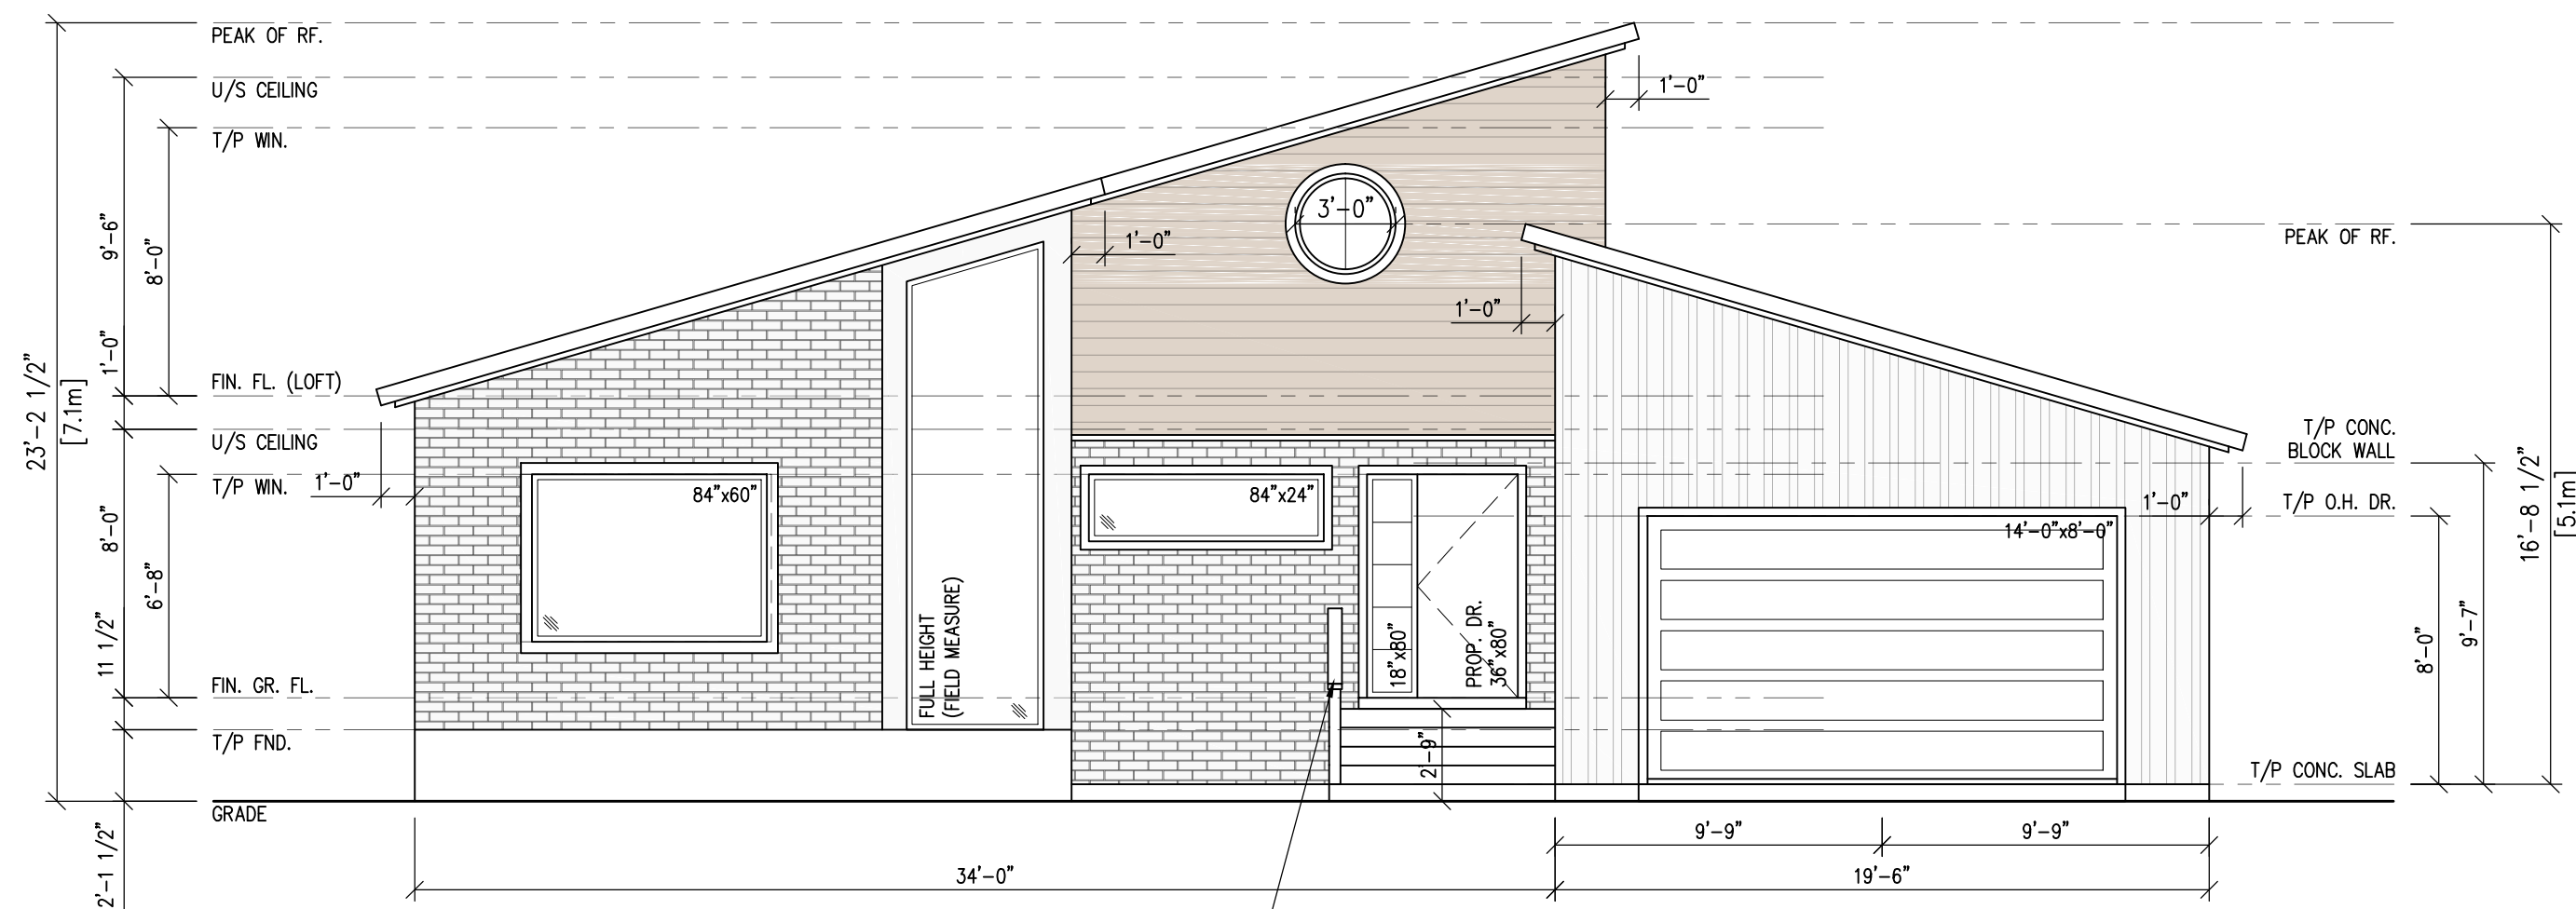 PEAK OF RF.
U/S CEILING
T/P WIN.
FIN. FL. (LOFT)
U/S CEILING
T/P WIN.
FIN. GR. FL.
T/P FND.
GRADE
23'-2 1/2"
[7.1m]
9'-6"
8'-0"
1'-0"
8'-0"
6'-8"
11 1/2"
2'-1 1/2"
1'-0"
84"x60"
FULL HEIGHT
(FIELD MEASURE)
1'-0"
3'-0"
1'-0"
1'-0"
84"x24"
18"x80"
PROP. DR.
36"x80"
2'-9"
14'-0"x8'-0"
1'-0"
PEAK OF RF.
T/P CONC.
BLOCK WALL
T/P O.H. DR.
T/P CONC. SLAB
8'-0"
9'-7"
16'-8 1/2"
[5.1m]
9'-9"
9'-9"
34'-0"
19'-6"